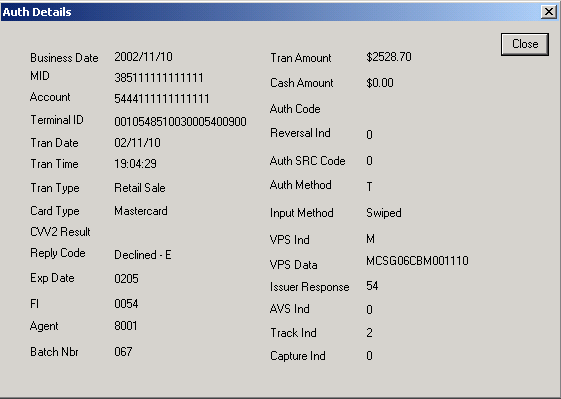 Auth Details
Close
Business Date 2002/11/10
MID 385111111111111
Account 5444111111111111
Terminal ID 0010548510030005400900
Tran Date 02/11/10
Tran Time 19:04:29
Tran Type Retail Sale
Card Type Mastercard
CVV2 Result
Reply Code Declined - E
Exp Date 0205
FI 0054
Agent 8001
Batch Nbr 067
Tran Amount $2528.70
Cash Amount $0.00
Auth Code
Reversal Ind 0
Auth SRC Code 0
Auth Method T
Input Method Swiped
VPS Ind M
VPS Data MCSG06CBM001110
Issuer Response 54
AVS Ind 0
Track Ind 2
Capture Ind 0